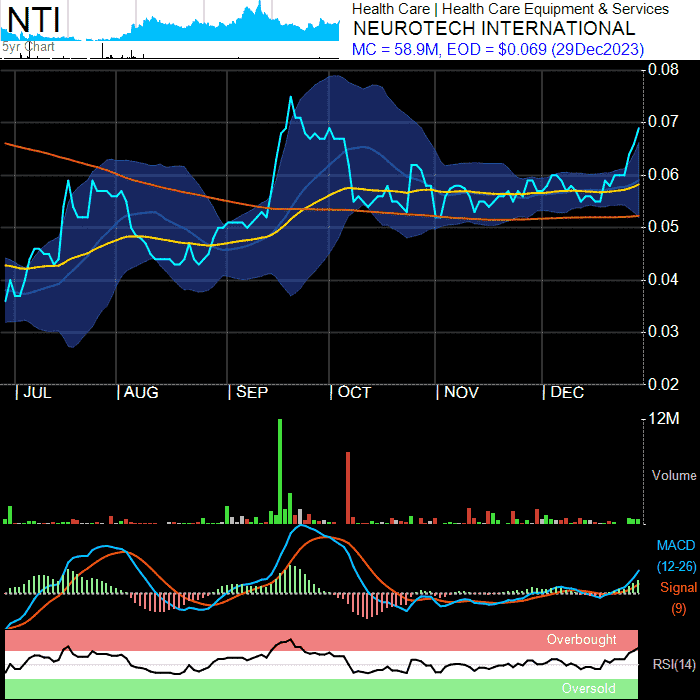 NTI
5yr Chart
Health Care | Health Care Equipment & Services
NEUROTECH INTERNATIONAL
MC = 58.9M, EOD = $0.069 (29Dec2023)
0.08
0.07
0.06
0.05
0.04
0.03
0.02
| JUL | AUG | SEP | OCT | NOV | DEC
12M
Volume
MACD
(12-26)
Signal
(9)
Overbought
RSI(14)
Oversold